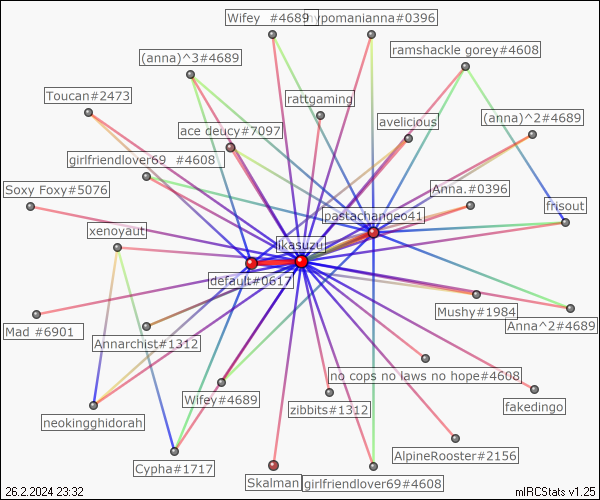 Wifey   #4689
hypomanianna#0396
ramshackle gorey#4608
(anna)^3#4689
Toucan#2473
rattgaming
avelicious
(anna)^2#4689
ace deucy#7097
girlfriendlover69   #4608
Soxy Foxy#5076
Anna.#0396
frisout
pastachangeo41
xenoyaut
ikasuzu
default#0617
Mushy#1984
Anna^2#4689
Mad #6901
Annarchist#1312
no cops no laws no hope#4608
Wifey#4689
zibbits#1312
fakedingo
neokingghidorah
AlpineRooster#2156
Cypha#1717
Skalman
girlfriendlover69#4608
26.2.2024 23:32
mIRCStats v1.25